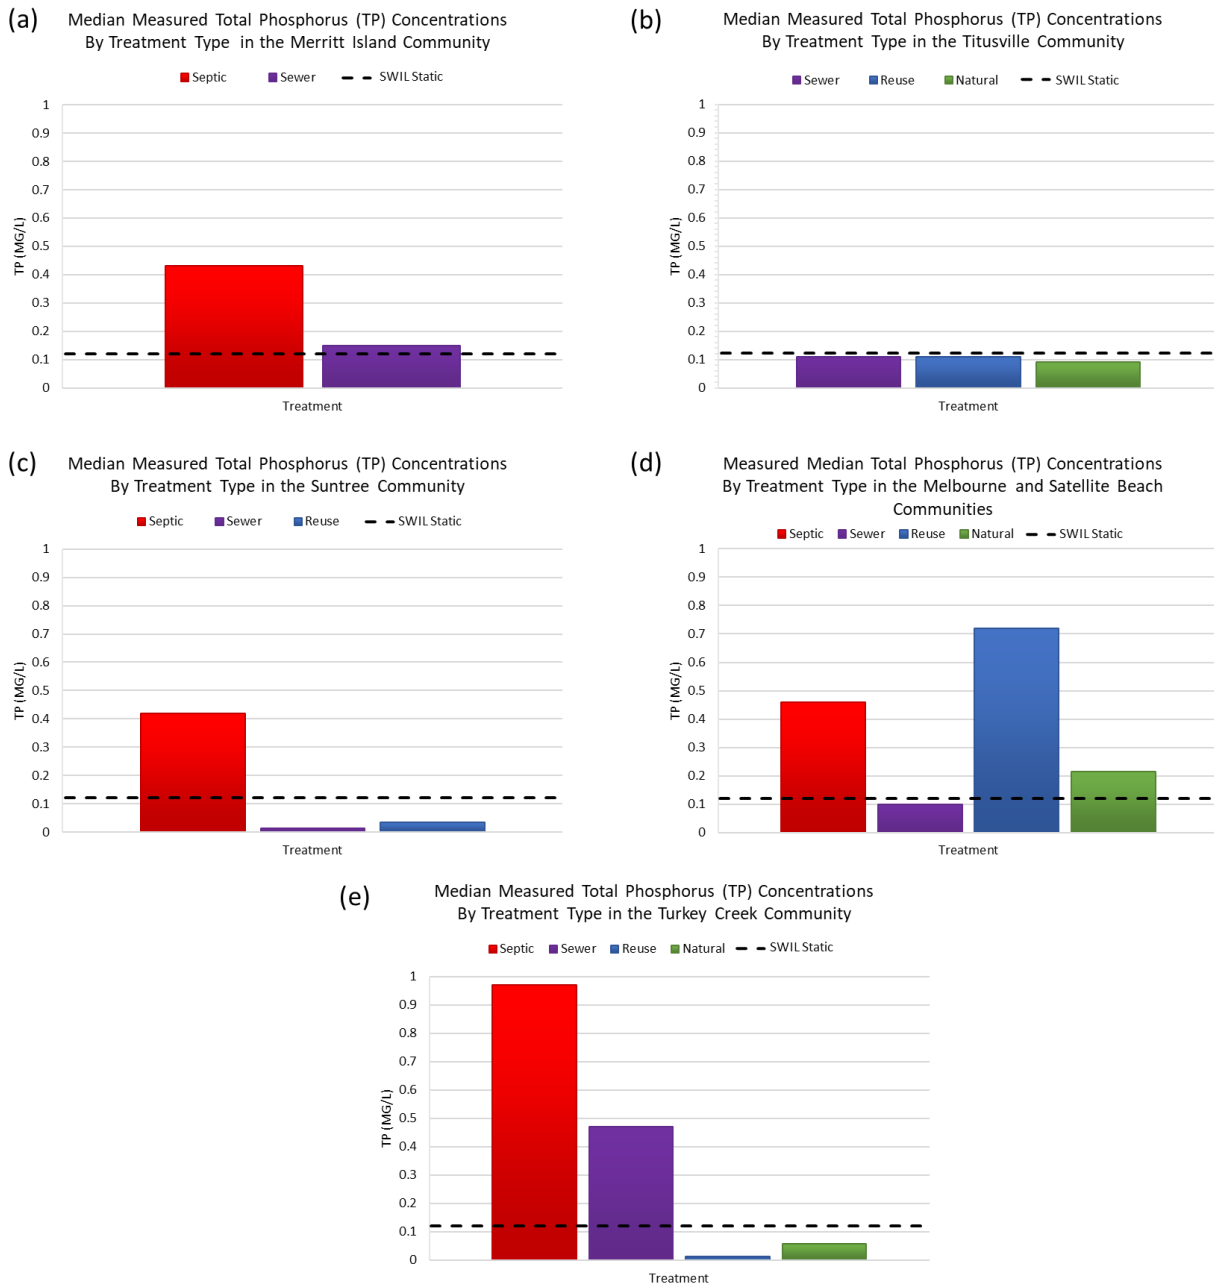 (a)
Median Measured Total Phosphorus (TP) Concentrations
By Treatment Type in the Merritt Island Community
Septic Sewer SWIL Static
1
0.9
0.8
0.7
0.6
0.5
0.4
0.3
0.2
0.1
0
TP (MG/L)
Treatment
(b)
Median Measured Total Phosphorus (TP) Concentrations
By Treatment Type in the Titusville Community
Sewer Reuse Natural SWIL Static
1
0.9
0.8
0.7
0.6
0.5
0.4
0.3
0.2
0.1
0
TP (MG/L)
Treatment
(c)
Median Measured Total Phosphorus (TP) Concentrations
By Treatment Type in the Suntree Community
Septic Sewer Reuse SWIL Static
1
0.9
0.8
0.7
0.6
0.5
0.4
0.3
0.2
0.1
0
TP (MG/L)
Treatment
(d)
Measured Median Total Phosphorus (TP) Concentrations
By Treatment Type in the Melbourne and Satellite Beach
Communities
Septic Sewer Reuse Natural SWIL Static
1
0.9
0.8
0.7
0.6
0.5
0.4
0.3
0.2
0.1
0
TP (MG/L)
Treatment
(e)
Median Measured Total Phosphorus (TP) Concentrations
By Treatment Type in the Turkey Creek Community
Septic Sewer Reuse Natural SWIL Static
1
0.9
0.8
0.7
0.6
0.5
0.4
0.3
0.2
0.1
0
TP (MG/L)
Treatment